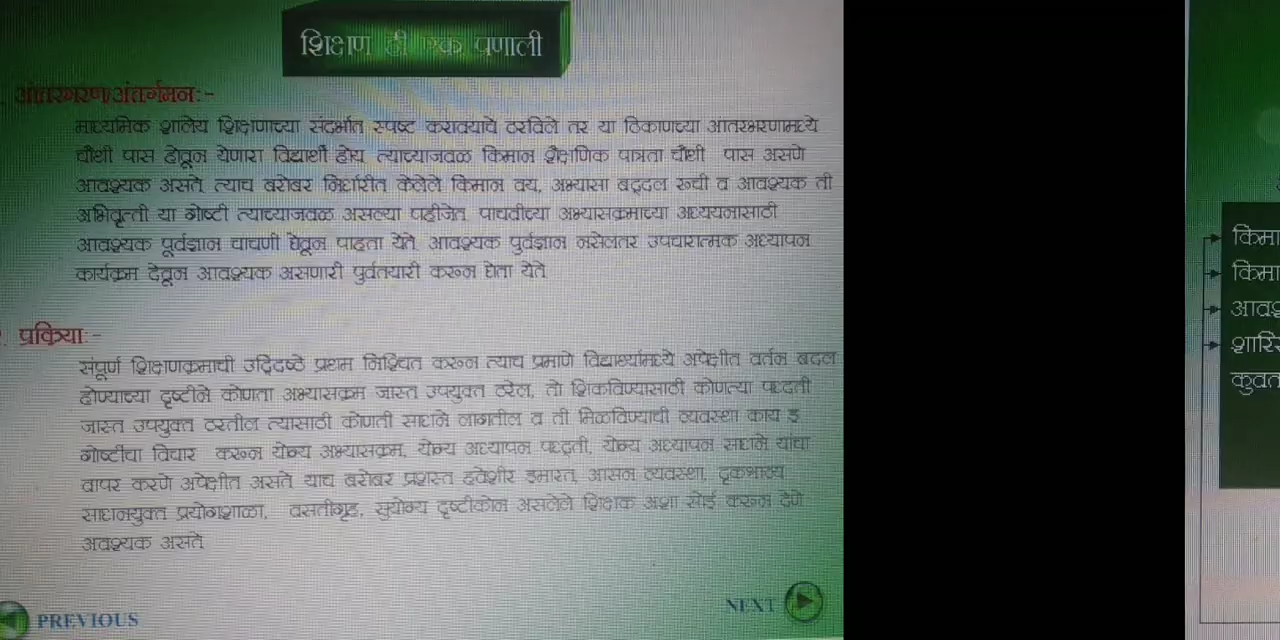 शिक्षण ही एक प्रणाली
आंतरभरण/अंतर्गमन:-
माध्यमिक शालेय शिक्षणाच्या संदर्भात स्पष्ट करावयाचे ठरविले तर या ठिकाणच्या आंतरभरणामध्ये
चौथी पास होवून येणारा विद्यार्थी होय त्याच्याजवळ किमान शैक्षणिक पात्रता चौथी पास असणे
आवश्यक असते. त्याच बरोबर निर्धारीत केलेले किमान वय, अभ्यासा बद्दल रूची व आवश्यक ती
अभिवृत्ती या गोष्टी त्याच्याजवळ असल्या पहीजेत पाचवीच्या अभ्यासक्रमाच्या अध्ययनासाठी
आवश्यक पूर्वज्ञान चाचणी घेवून पाहता येते. आवश्यक पुर्वज्ञान नसेलतर उपचारात्मक अध्यापन
कार्यक्रम देवून आवश्यक असणारी पुर्वतयारी करून घेता येते
प्रक्रिया:-
संपूर्ण शिक्षणक्रमाची उद्दिष्टे प्रथम निश्चित करून त्याच प्रमाणे विद्यार्थ्यांमध्ये अपेक्षीत वर्तन बदल
होण्याच्या दृष्टीने कोणता अभ्यासक्रम जास्त उपयुक्त ठरेल, तो शिकविण्यासाठी कोणत्या पध्दती
जास्त उपयुक्त ठरतील त्यासाठी कोणती साधने लागतील व ती मिळविण्याची व्यवस्था काय इ
गोष्टींचा विचार करून योग्य अभ्यासक्रम, योग्य अध्यापन पध्दती, योग्य अध्यापन साधने यांचा
वापर करणे अपेक्षीत असते याच बरोबर प्रशस्त हवेशीर इमारत, आसन व्यवस्था, दृकश्राव्य
साधनयुक्त प्रयोगशाळा, वसतीगृह, सुयोग्य दृष्टीकोन असलेले शिक्षक अशा सोई करून देणे
अवश्यक असते
PREVIOUS
NEXT
किमा
किमा
आवश
शारि
कुवत